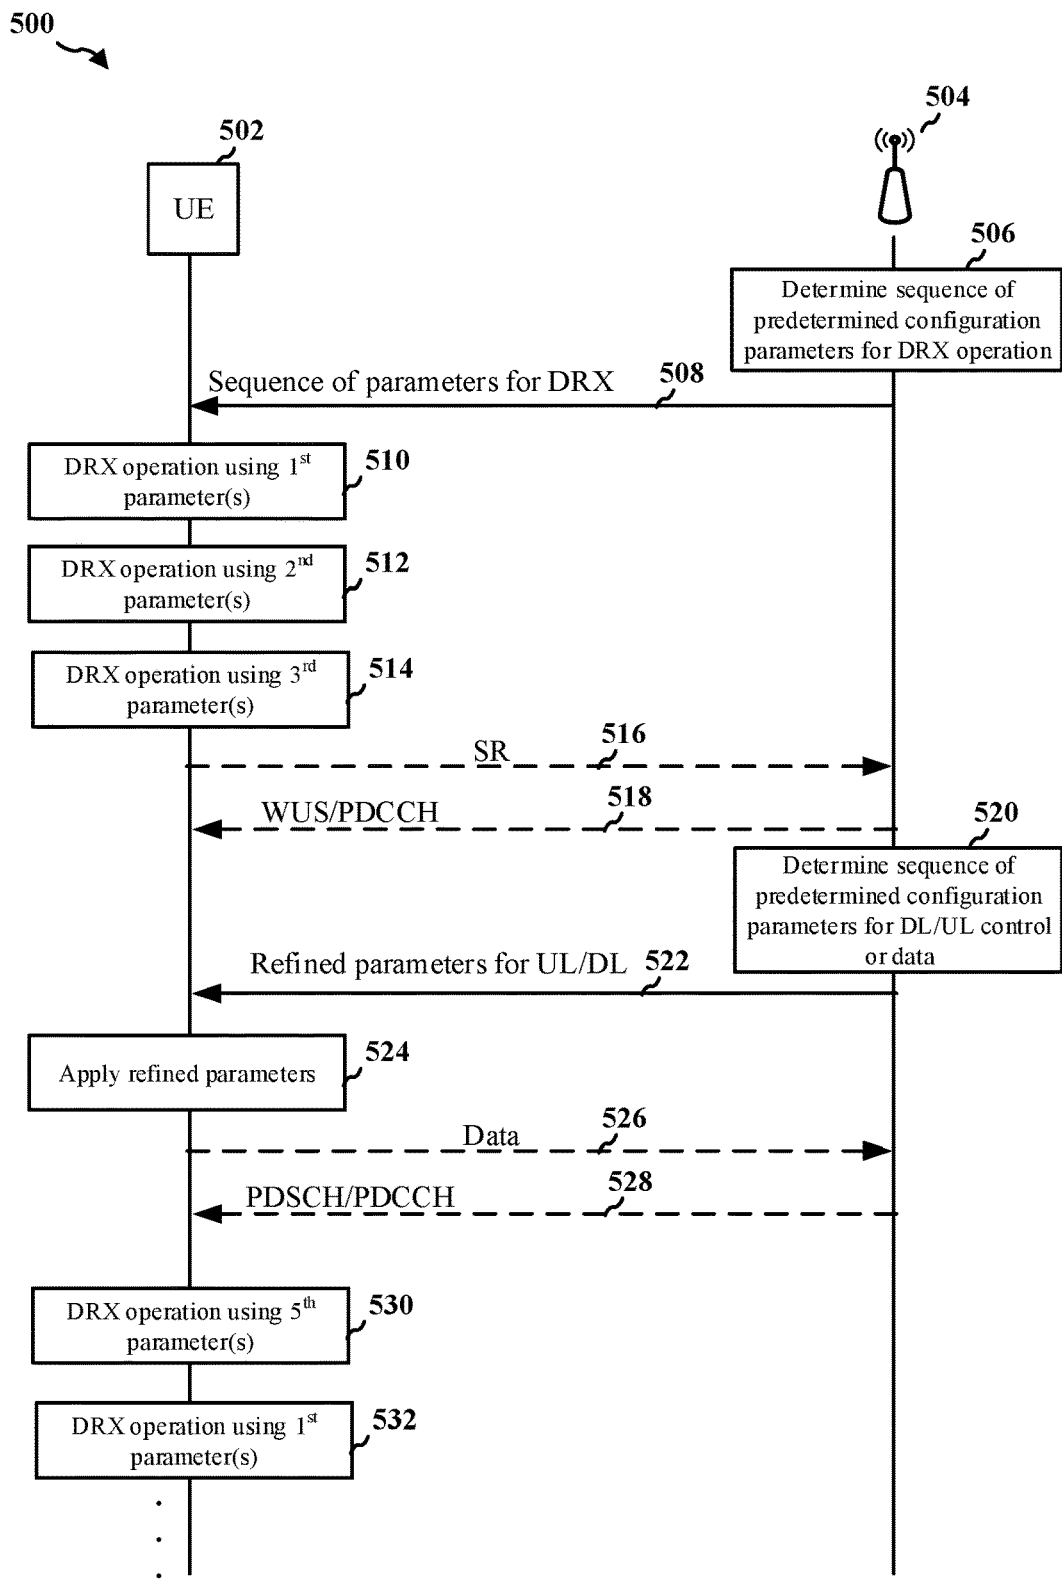 500
502
504
UE
506
Determine sequence of
predetermined configuration
parameters for DRX operation
Sequence of parameters for DRX
508
DRX operation using 1st
parameter(s)
510
DRX operation using 2nd
parameter(s)
512
DRX operation using 3rd
parameter(s)
514
SR
516
WUS/PDCCH
518
520
Determine sequence of
predetermined configuration
parameters for DL/UL control
or data
Refined parameters for UL/DL
522
Apply refined parameters
524
Data
526
PDSCH/PDCCH
528
DRX operation using 5th
parameter(s)
530
DRX operation using 1st
parameter(s)
532